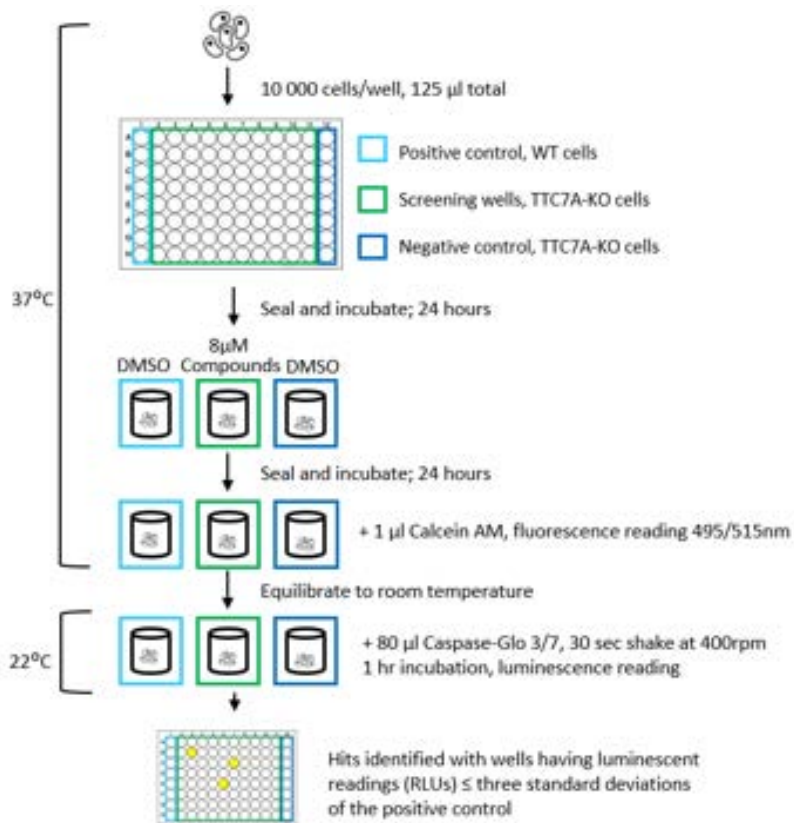 10 000 cells/well, 125 µl total
Positive control, WT cells
Screening wells, TTC7A-KO cells
Negative control, TTC7A-KO cells
37°C
Seal and incubate; 24 hours
8µM
DMSO Compounds DMSO
Seal and incubate; 24 hours
+ 1 µl Calcein AM, fluorescence reading 495/515nm
Equilibrate to room temperature
22°C
+ 80 µl Caspase-Glo 3/7, 30 sec shake at 400rpm
1 hr incubation, luminescence reading
Hits identified with wells having luminescent
readings (RLUs) ≤ three standard deviations
of the positive control